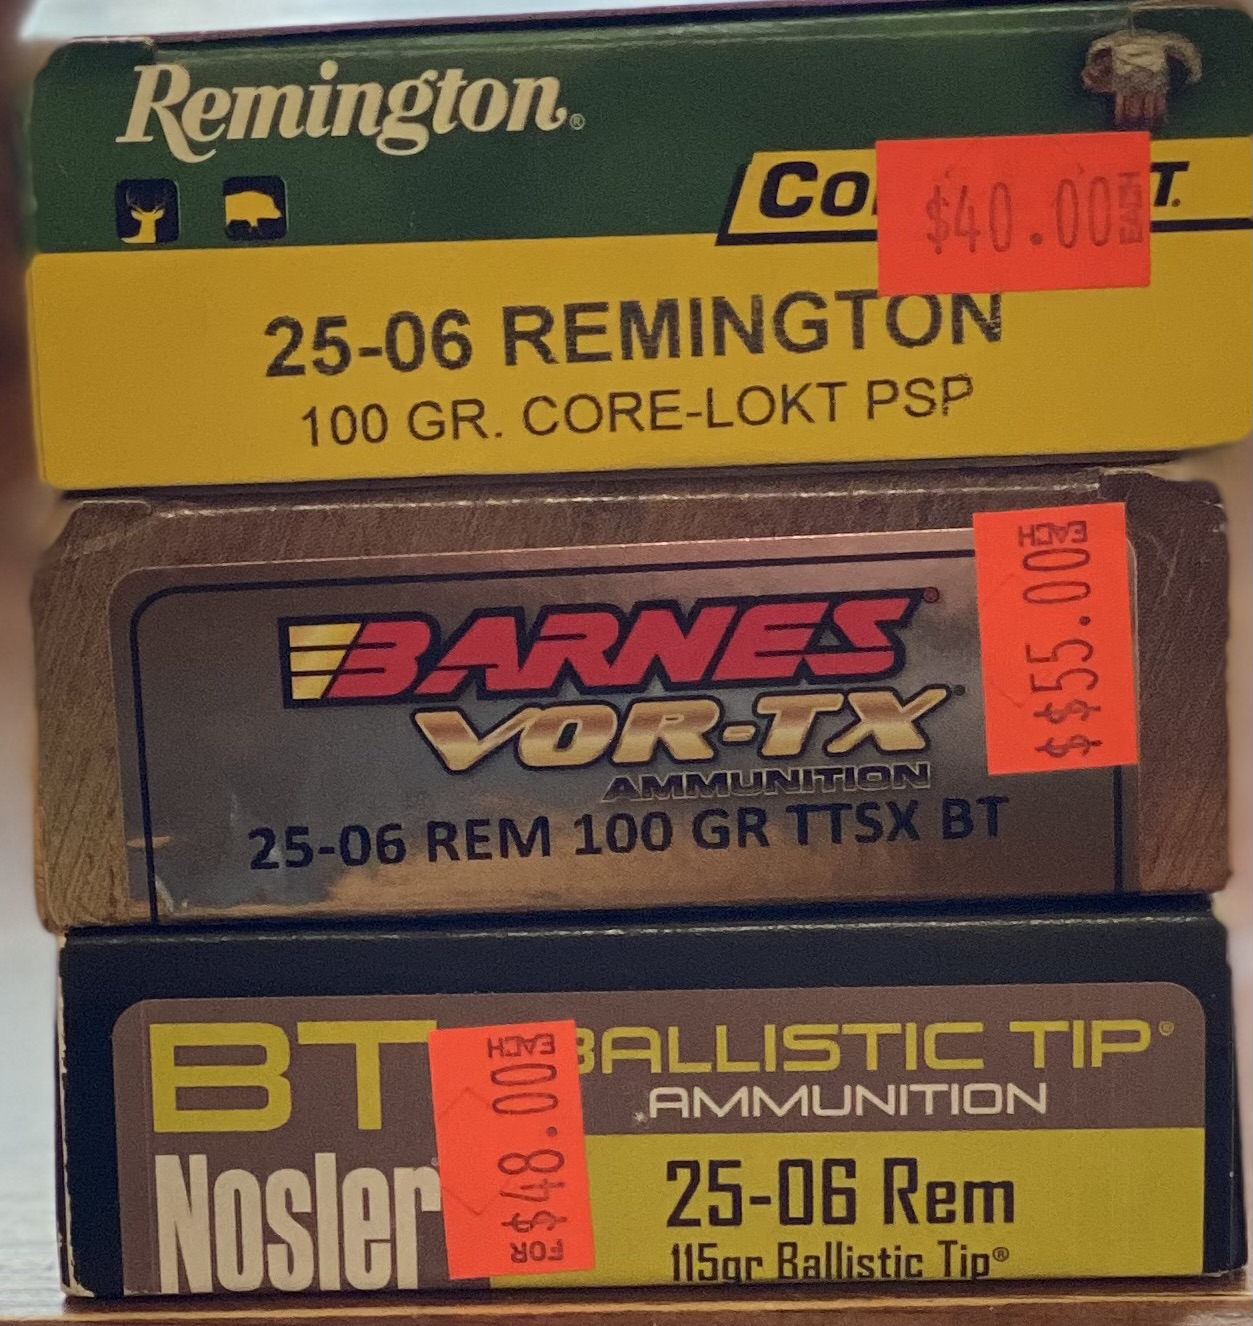 Remington®
Co
T.
$40.00 EACH
25-06 REMINGTON
100 GR. CORE-LOKT PSP
$$55.00 EACH
BARNES®
VOR-TX
AMMUNITION
25-06 REM 100 GR TTSX BT
BT
BALLISTIC TIP®
AMMUNITION
Nosler
FOR $48.00 EACH
25-06 Rem
115gr Ballistic Tip®